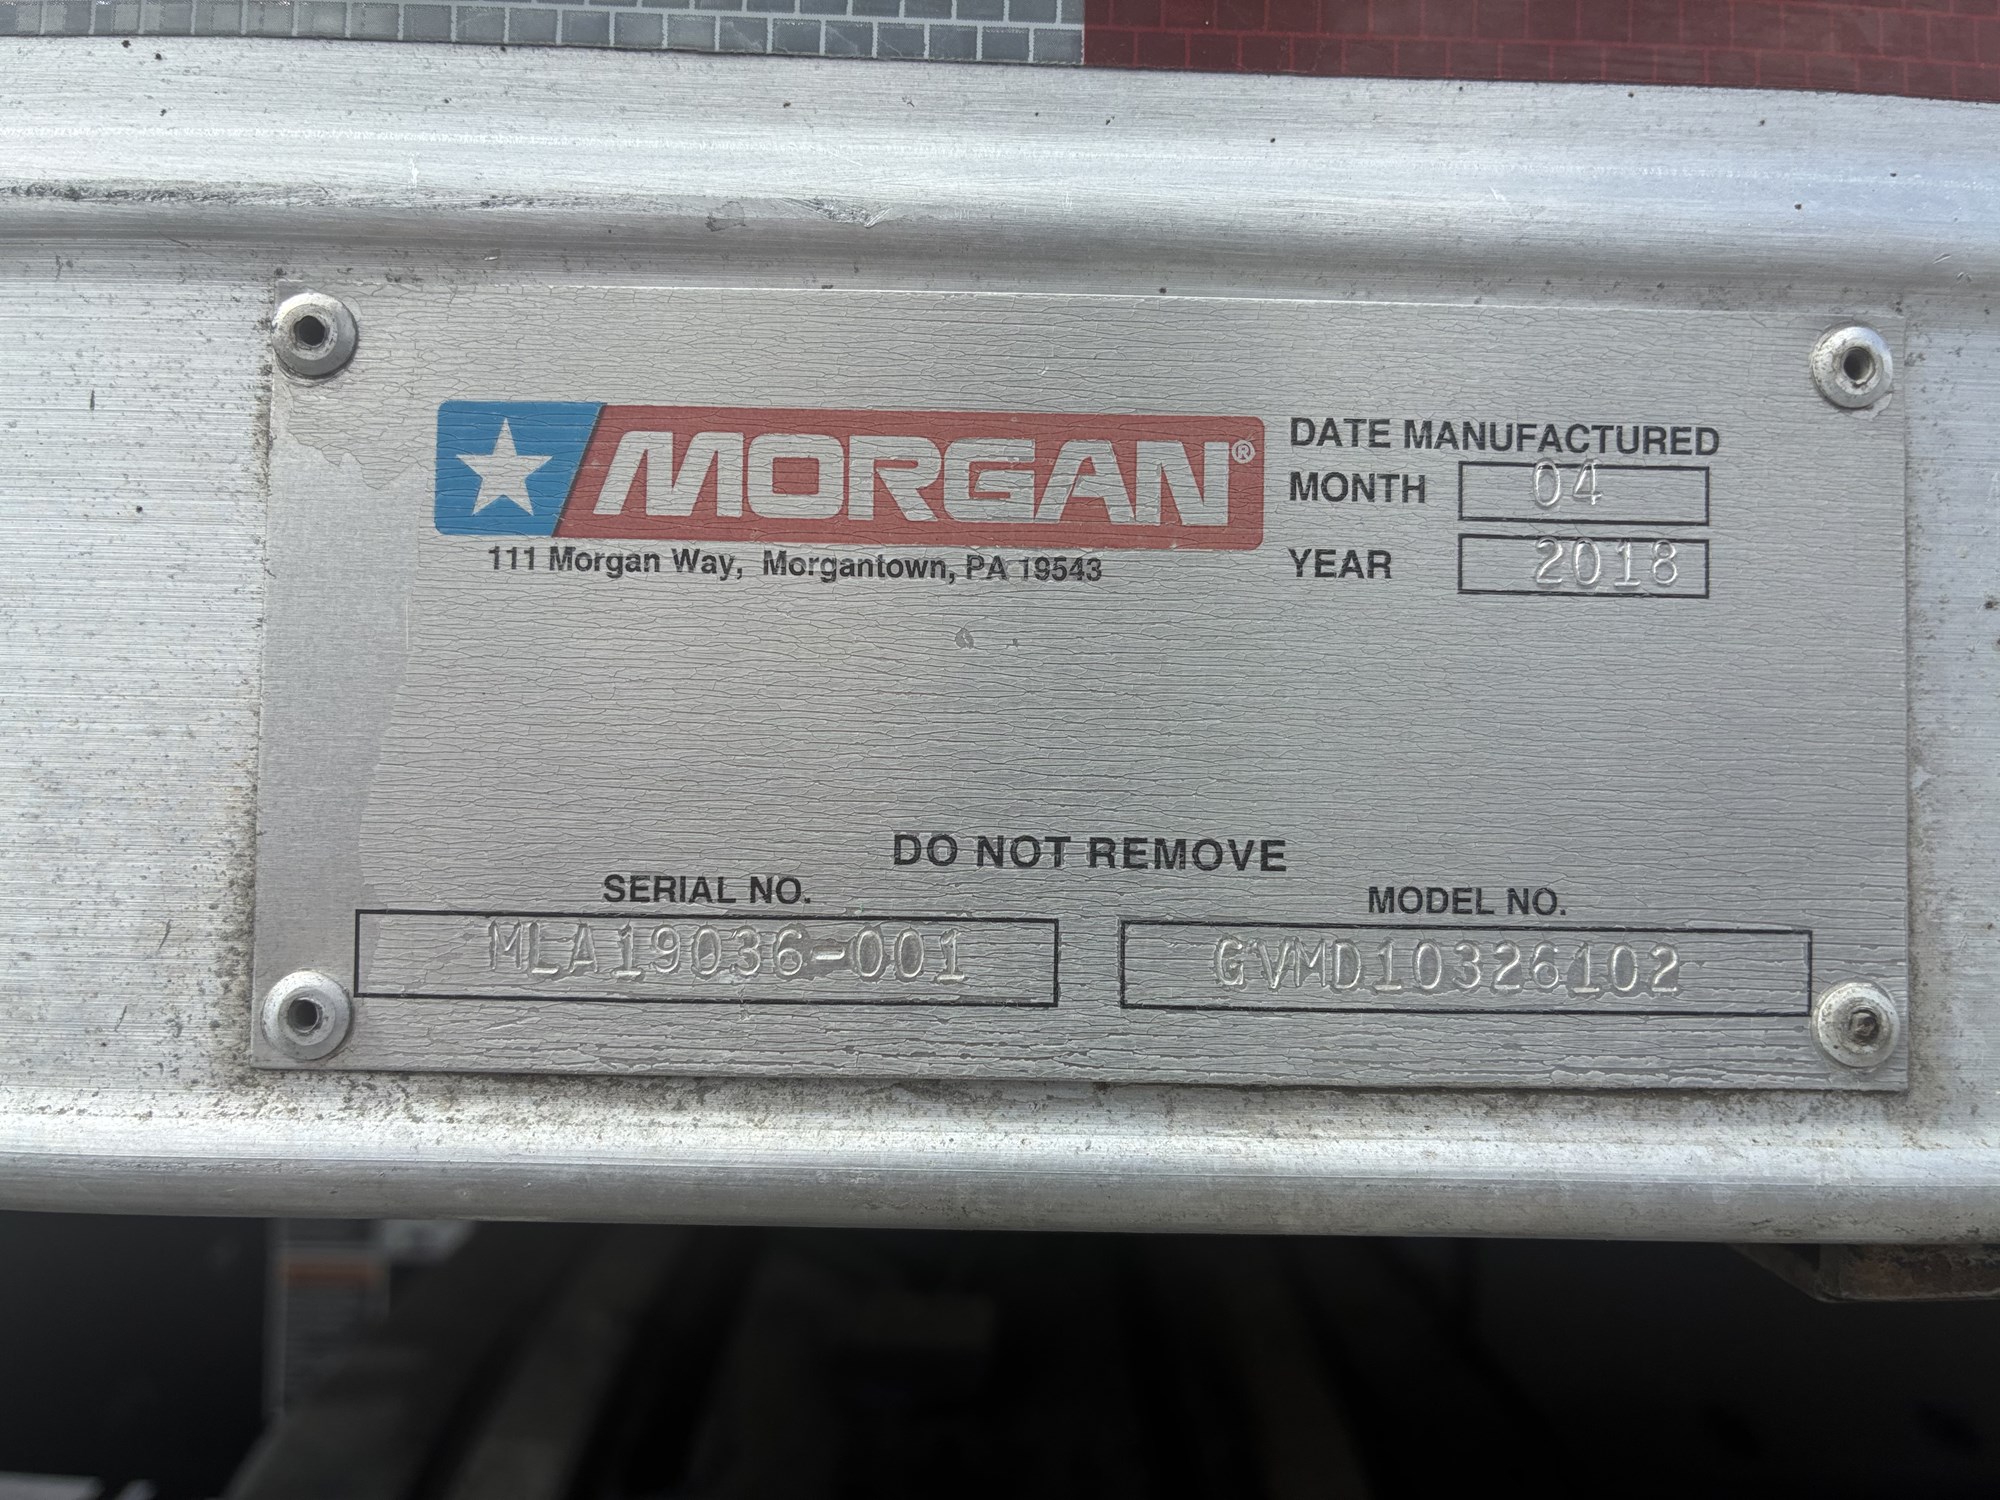 MORGAN®
111 Morgan Way, Morgantown, PA 19543
DATE MANUFACTURED
MONTH 04
YEAR 2018
DO NOT REMOVE
SERIAL NO.
MLA19036-001
MODEL NO.
GVMD10326102